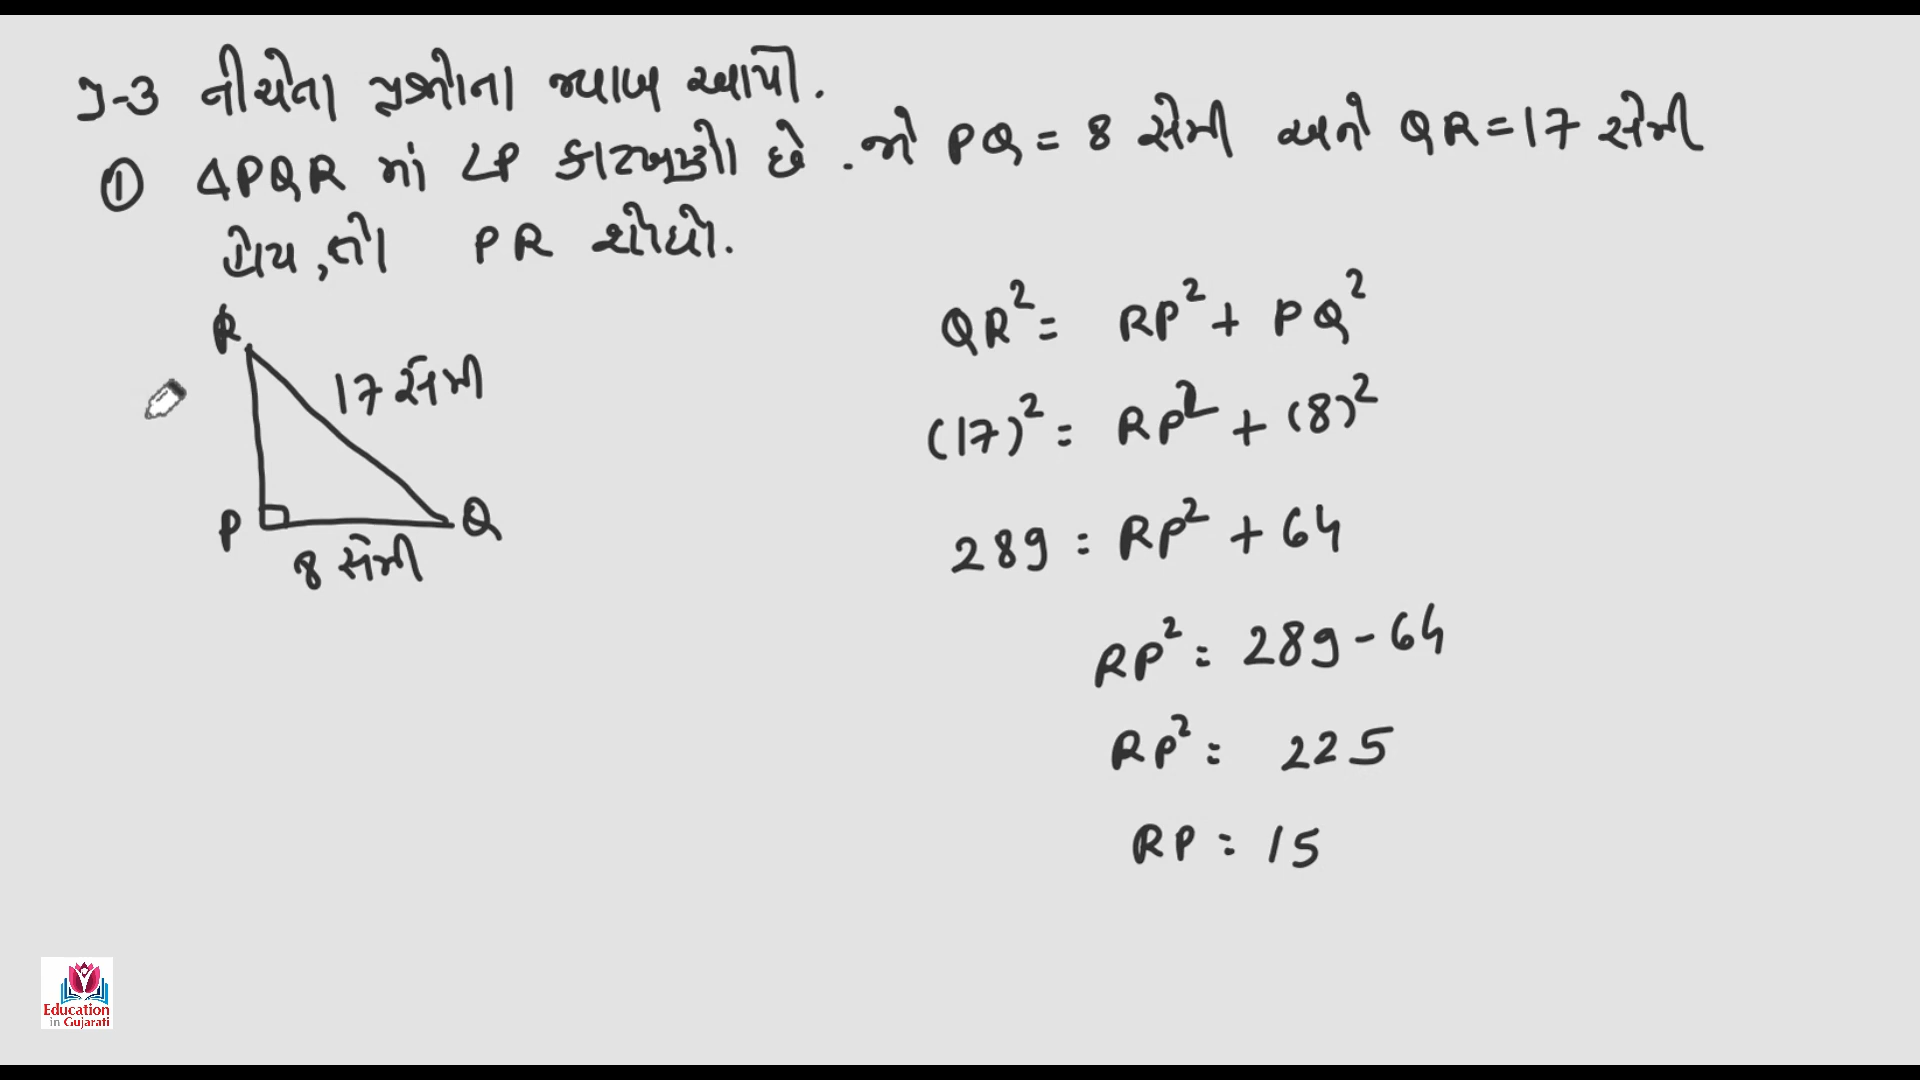 પ્ર-3 નીચેના પ્રશ્નોના જવાબ આપો.
① ΔPQR માં ∠P કાટખૂણો છે. જો PQ = 8 સેમી અને QR = 17 સેમી
હોય, તો PR શોધો.
R
17 સેમી
P
Q
8 સેમી
QR² = RP² + PQ²
(17)² = RP² + (8)²
289 = RP² + 64
RP² = 289 - 64
RP² = 225
RP = 15
Education
in Gujarati